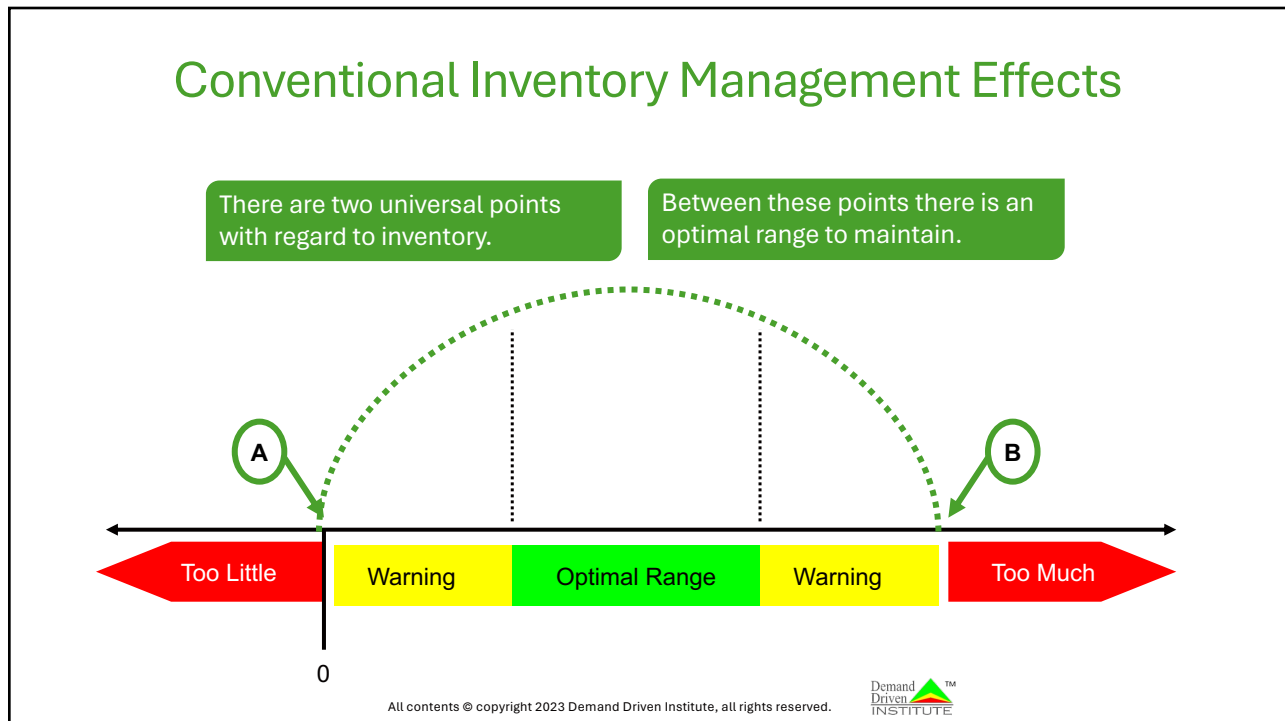 Conventional Inventory Management Effects
There are two universal points
with regard to inventory.
Between these points there is an
optimal range to maintain.
A
B
Too Little
Warning
Optimal Range
Warning
Too Much
0
All contents © copyright 2023 Demand Driven Institute, all rights reserved.
Demand
Driven
INSTITUTE
TM